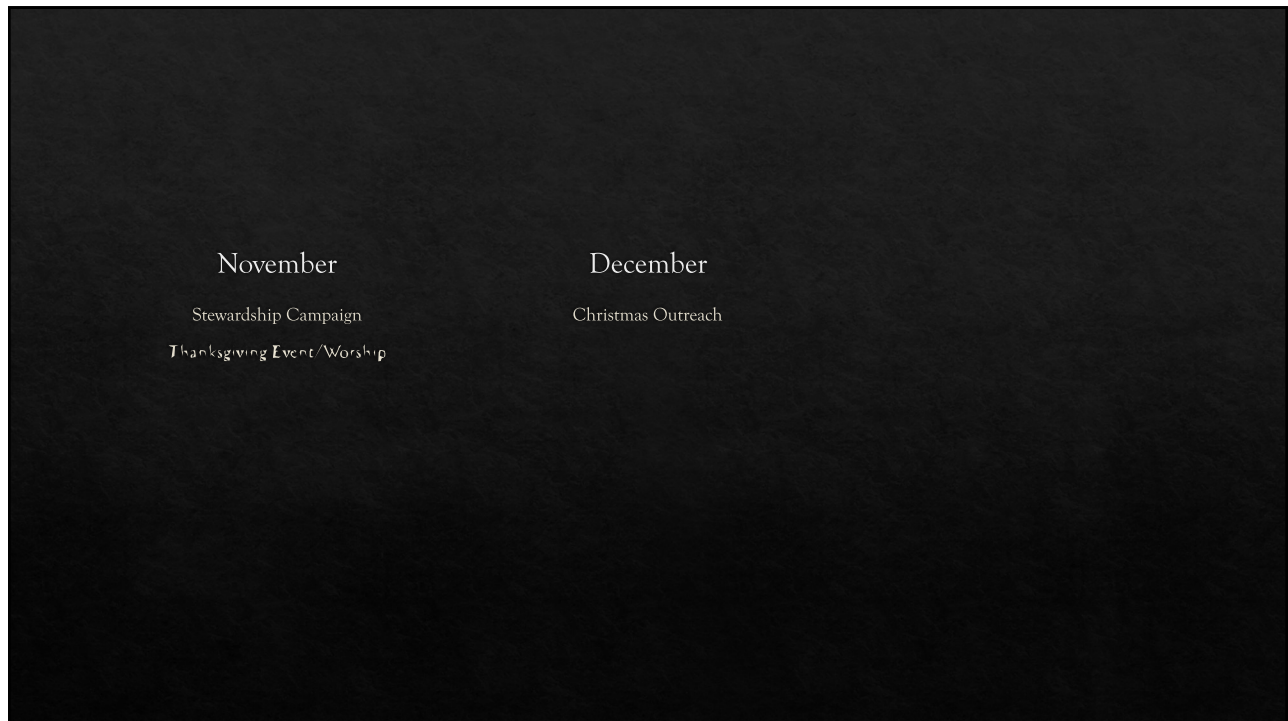 November
Stewardship Campaign
Thanksgiving Event/Worship
December
Christmas Outreach